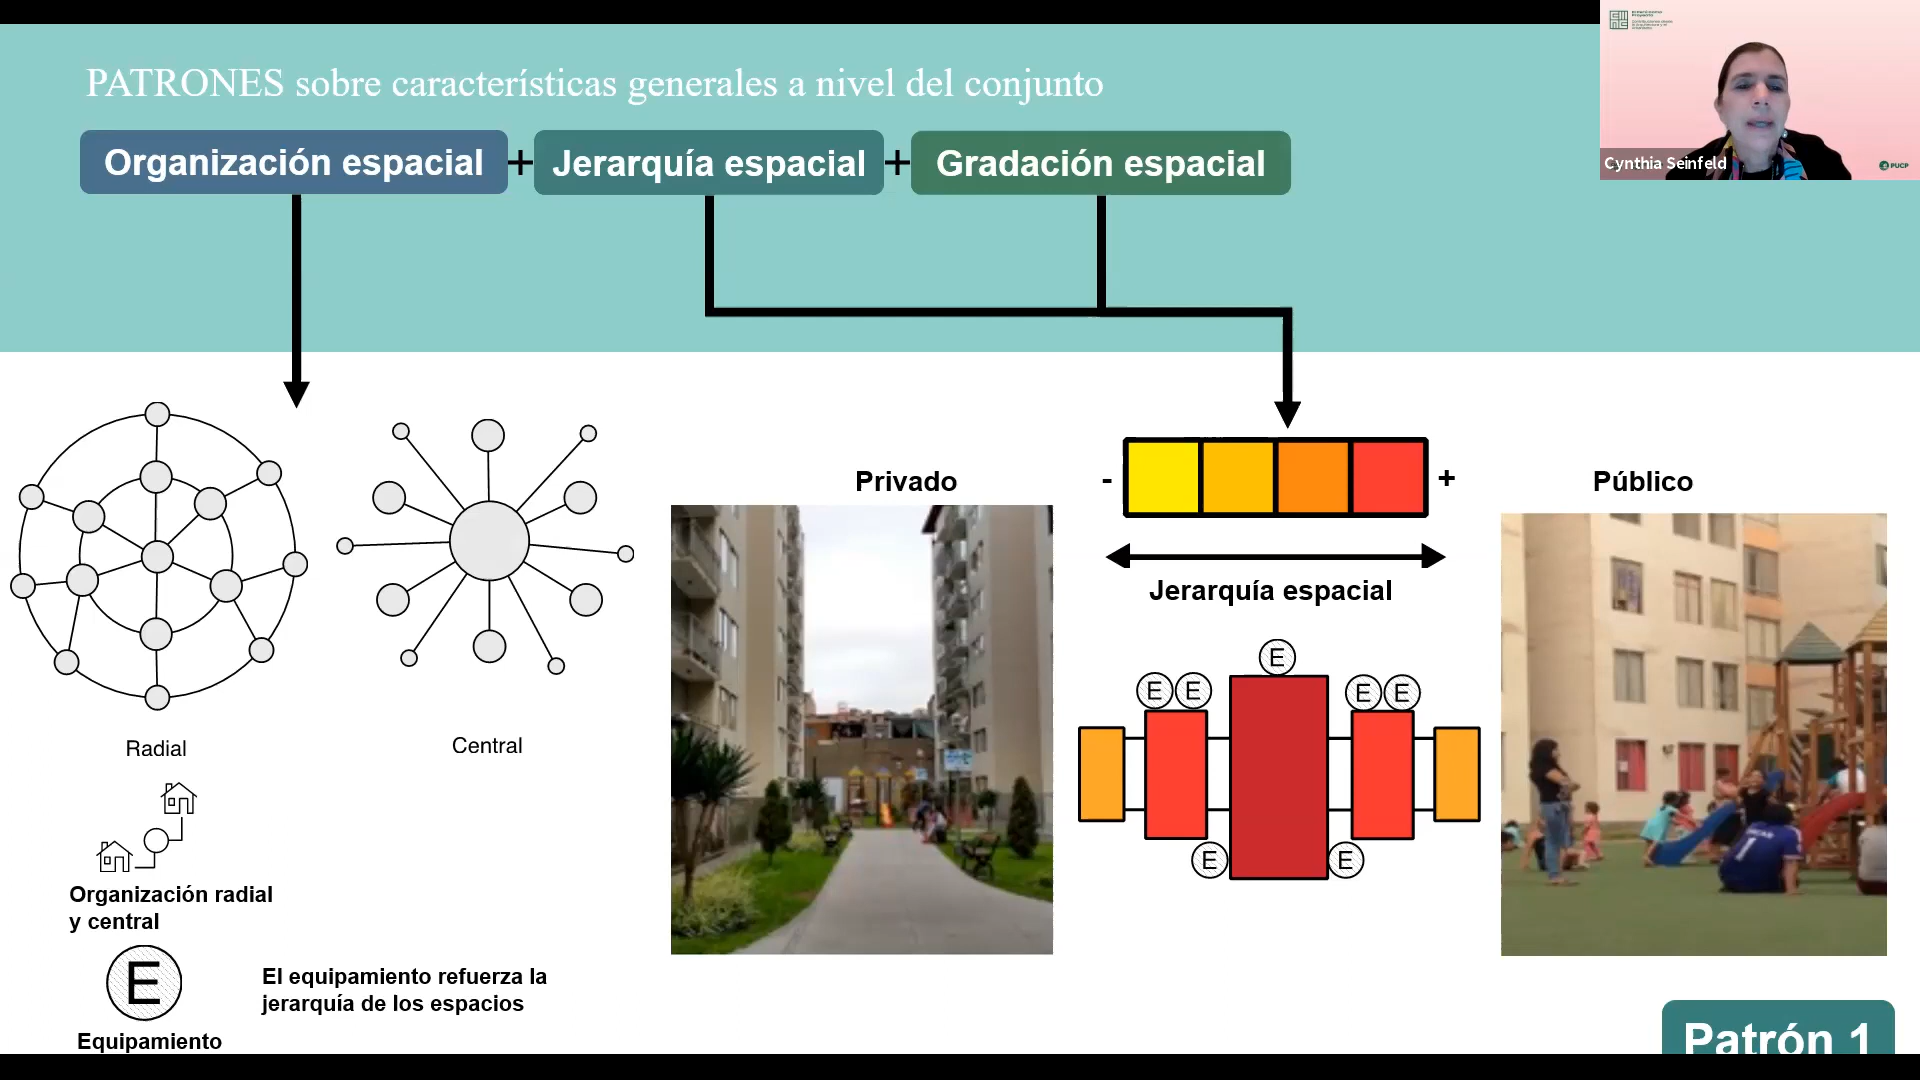 PATRONES sobre características generales a nivel del conjunto
Organización espacial + Jerarquía espacial + Gradación espacial
Cynthia Seinfeld
PUCP
Privado
- +
Público
Jerarquía espacial
E
E E
E E
E
E
Radial
Central
Organización radial
y central
E
El equipamiento refuerza la
jerarquía de los espacios
Equipamiento
Patrón 1